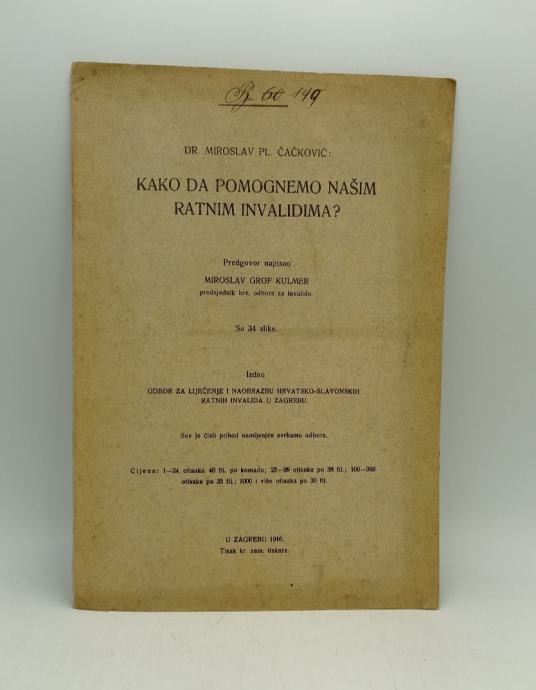 60 149
DR. MIROSLAV PL. ČAČKOVIĆ:
KAKO DA POMOGNEMO NAŠIM
RATNIM INVALIDIMA?
Predgovor napisao
MIROSLAV GROF KULMER
predsjednik hrv. odbora za invalide.
Sa 34 slike.
Izdao
ODBOR ZA LIJEČENJE I NAOBRAZBU HRVATSKO-SLAVONSKIH
RATNIH INVALIDA U ZAGREBU.
Sav je čisti prihod namijenjen svrhama odbora.
Cijena: 1—24 otisaka 40 fil. po komadu; 25—99 otisaka po 38 fil.; 100—999
otisaka po 35 fil.; 1000 i više otisaka po 30 fil.
U ZAGREBU 1916.
Tisak kr. zem. tiskare.